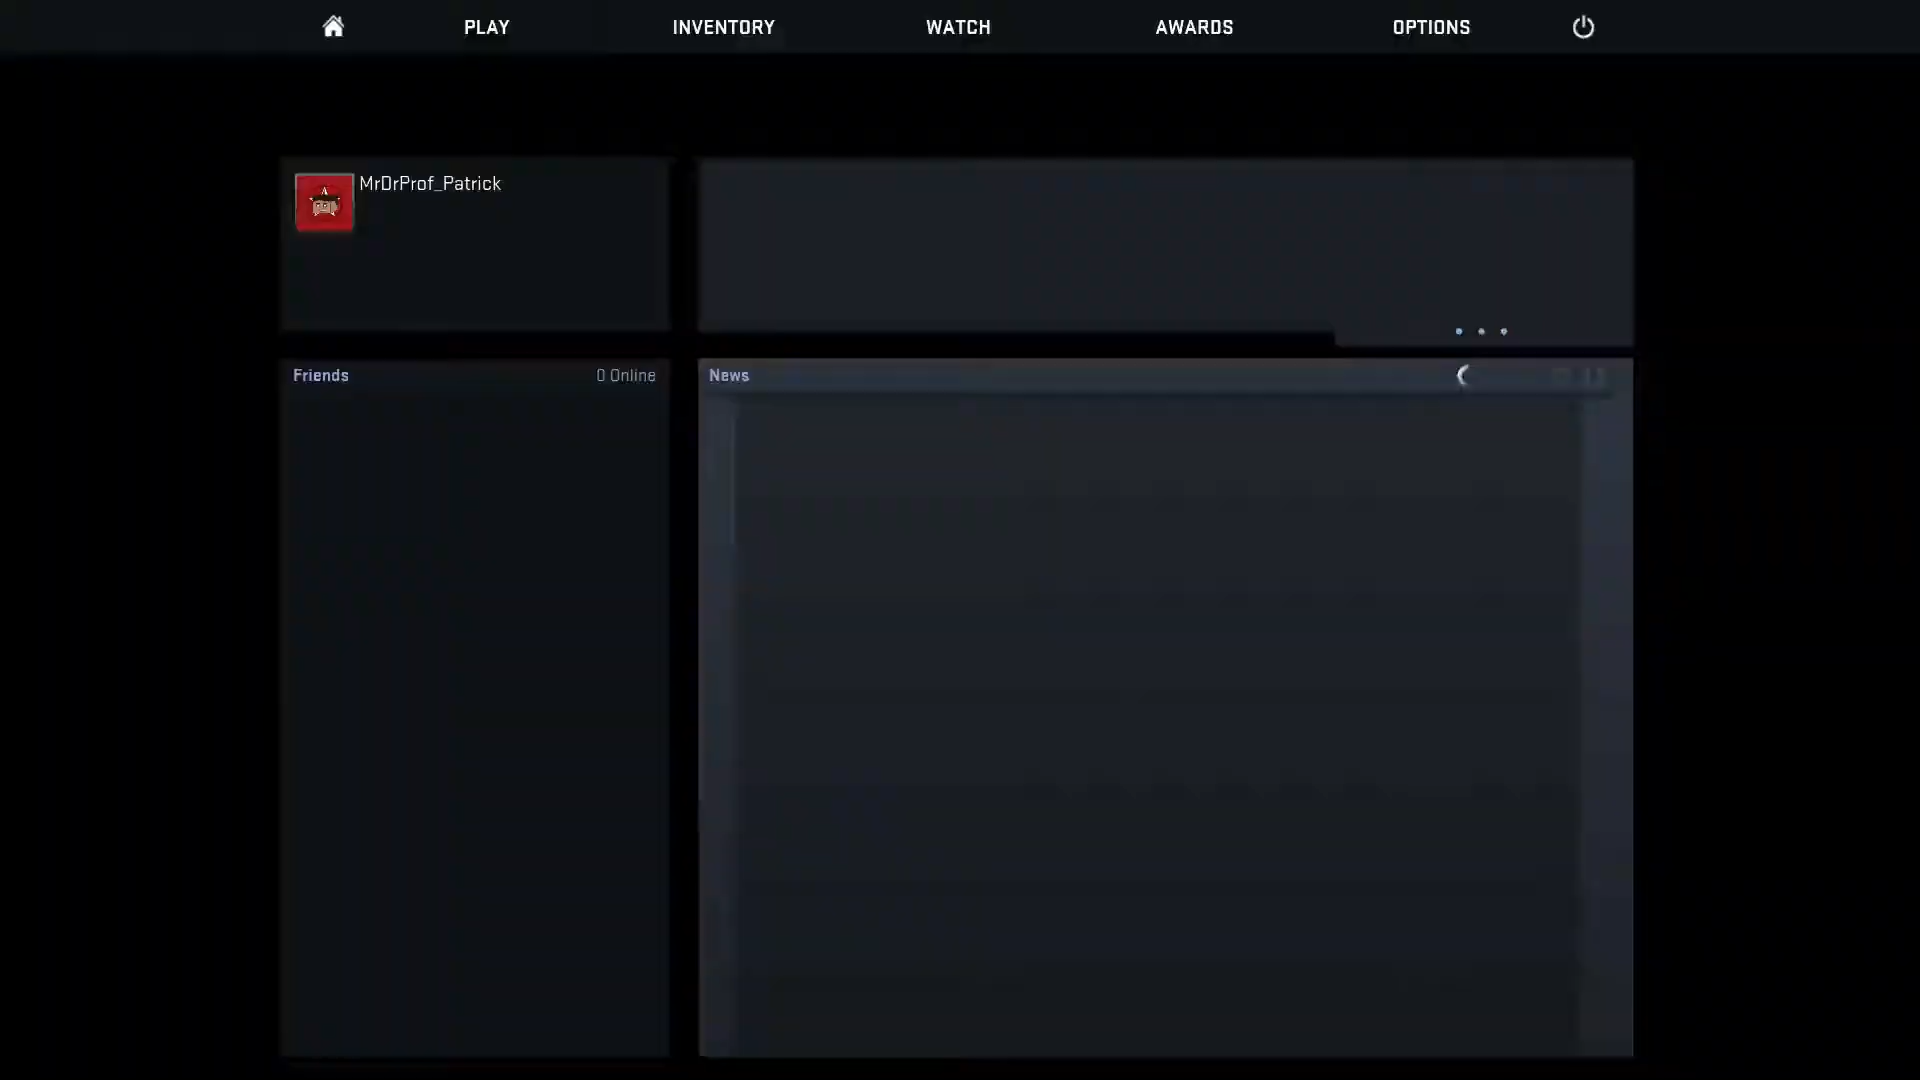 PLAY INVENTORY WATCH AWARDS OPTIONS
MrDrProf_Patrick
Friends 0 Online
News